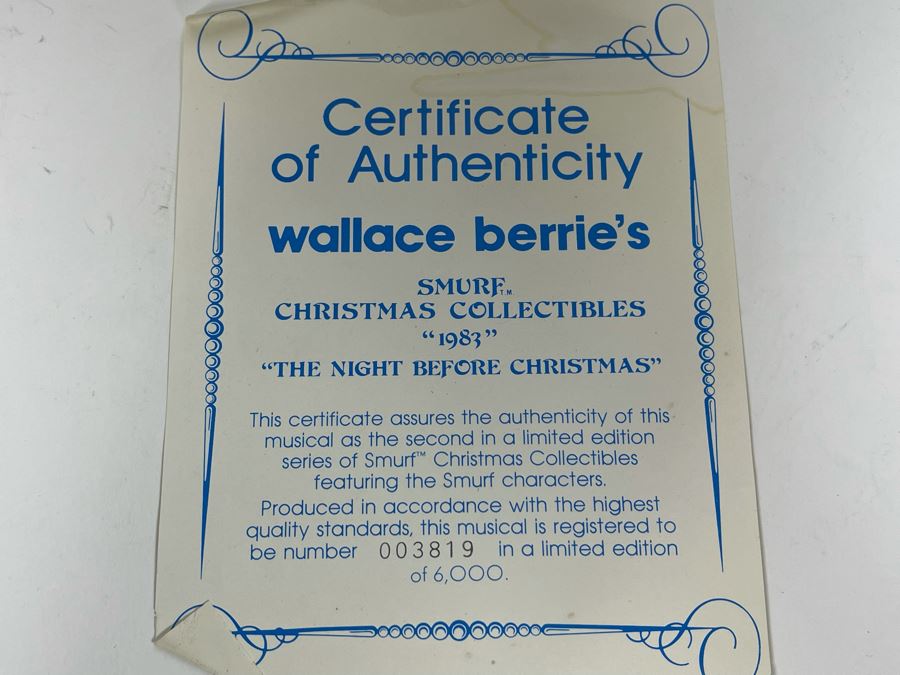 Certificate
of Authenticity
wallace berrie's
SMURF T.M.
CHRISTMAS COLLECTIBLES
"1983"
"THE NIGHT BEFORE CHRISTMAS"
This certificate assures the authenticity of this
musical as the second in a limited edition
series of Smurf™ Christmas Collectibles
featuring the Smurf characters.
Produced in accordance with the highest
quality standards, this musical is registered to
be number 003819 in a limited edition
of 6,000.